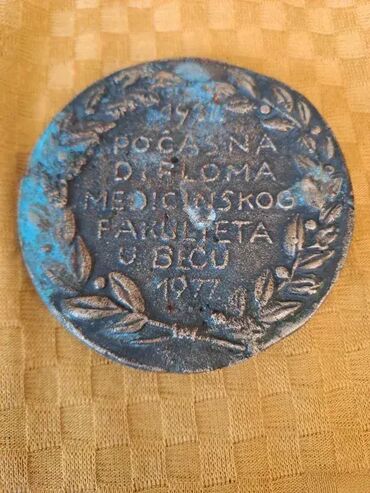 POČASNA
DIPLOMA
MEDICINSKOG
FAKULTETA
U BEČU
1977